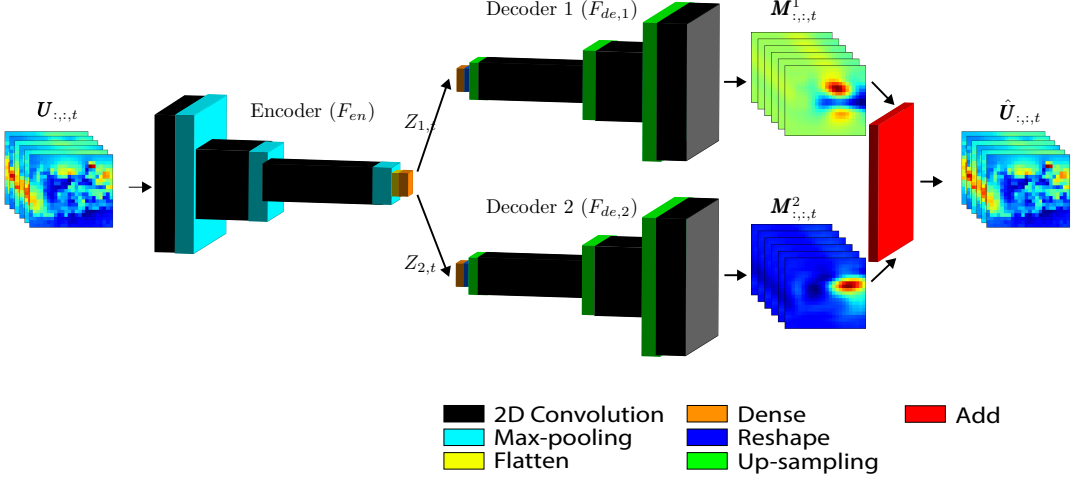 Decoder 1 (F_{de,1})
M^1_{:,:,t}
U_{:,:,t}
Encoder (F_{en})
Z_{1,t}
Û_{:,:,t}
Decoder 2 (F_{de,2})
M^2_{:,:,t}
Z_{2,t}
2D Convolution
Dense
Add
Max-pooling
Reshape
Flatten
Up-sampling